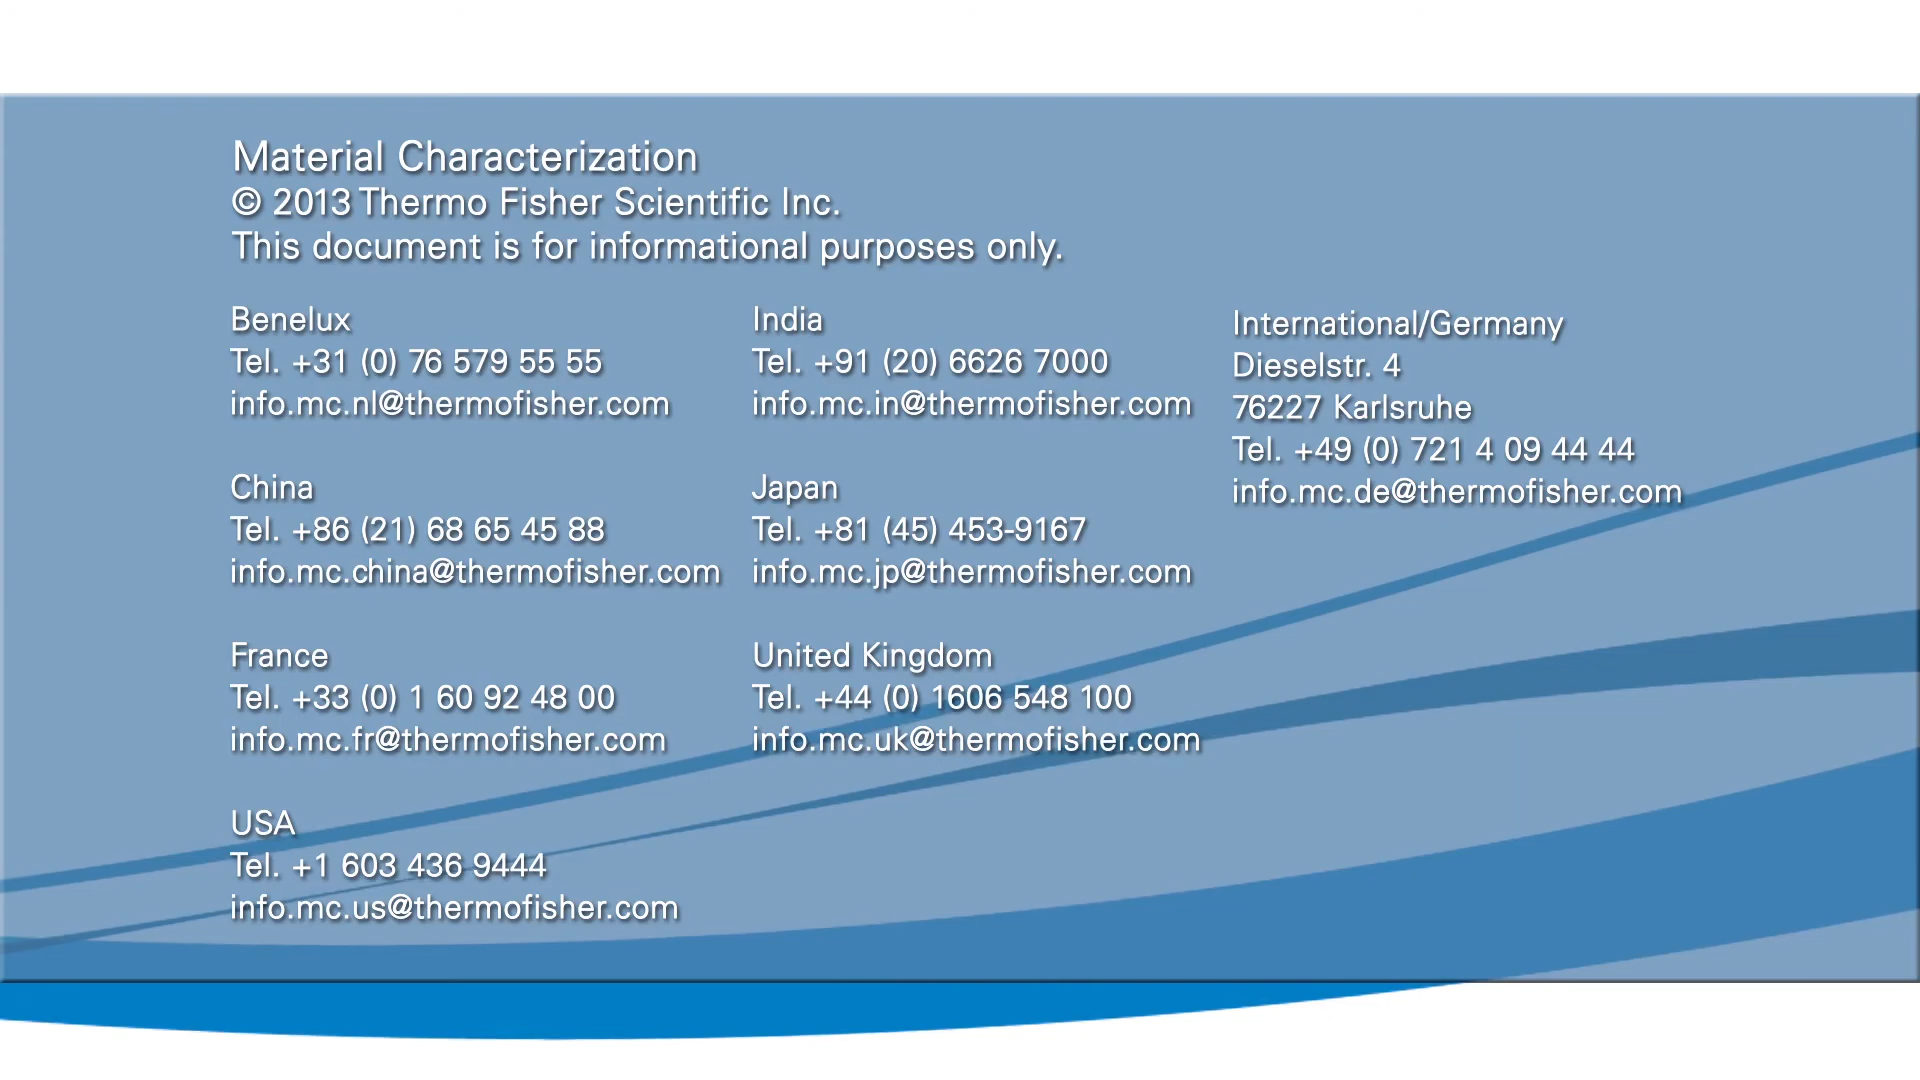 Material Characterization
© 2013 Thermo Fisher Scientific Inc.
This document is for informational purposes only.
Benelux
Tel. +31 (0) 76 579 55 55
info.mc.nl@thermofisher.com
China
Tel. +86 (21) 68 65 45 88
info.mc.china@thermofisher.com
France
Tel. +33 (0) 1 60 92 48 00
info.mc.fr@thermofisher.com
USA
Tel. +1 603 436 9444
info.mc.us@thermofisher.com
India
Tel. +91 (20) 6626 7000
info.mc.in@thermofisher.com
Japan
Tel. +81 (45) 453-9167
info.mc.jp@thermofisher.com
United Kingdom
Tel. +44 (0) 1606 548 100
info.mc.uk@thermofisher.com
International/Germany
Dieselstr. 4
76227 Karlsruhe
Tel. +49 (0) 721 4 09 44 44
info.mc.de@thermofisher.com